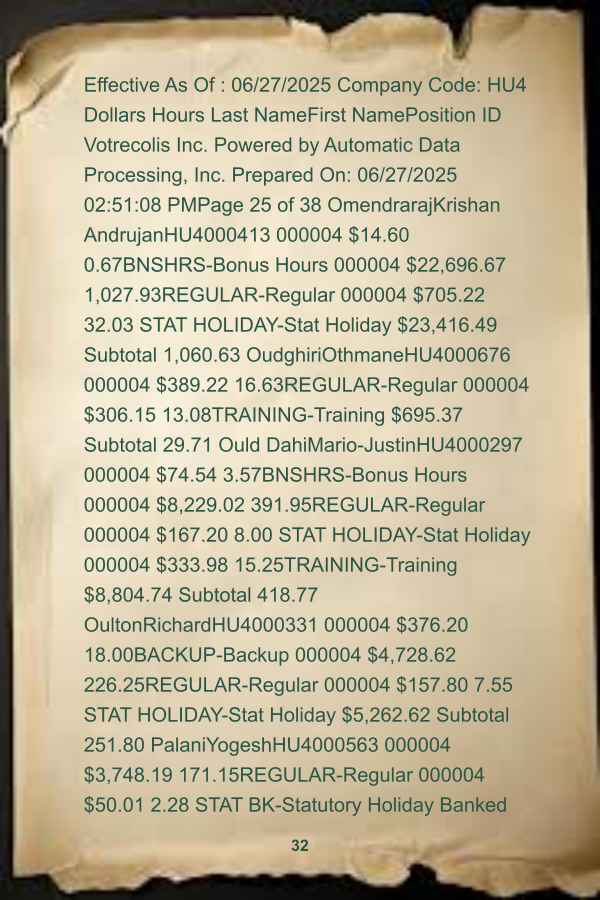 Effective As Of : 06/27/2025 Company Code: HU4
Dollars Hours Last NameFirst NamePosition ID
Votrecolis Inc. Powered by Automatic Data
Processing, Inc. Prepared On: 06/27/2025
02:51:08 PMPage 25 of 38 OmendrarajKrishan
AndrujanHU4000413 000004 $14.60
0.67BNSHRS-Bonus Hours 000004 $22,696.67
1,027.93REGULAR-Regular 000004 $705.22
32.03 STAT HOLIDAY-Stat Holiday $23,416.49
Subtotal 1,060.63 OudghiriOthmaneHU4000676
000004 $389.22 16.63REGULAR-Regular 000004
$306.15 13.08TRAINING-Training $695.37
Subtotal 29.71 Ould DahiMario-JustinHU4000297
000004 $74.54 3.57BNSHRS-Bonus Hours
000004 $8,229.02 391.95REGULAR-Regular
000004 $167.20 8.00 STAT HOLIDAY-Stat Holiday
000004 $333.98 15.25TRAINING-Training
$8,804.74 Subtotal 418.77
OultonRichardHU4000331 000004 $376.20
18.00BACKUP-Backup 000004 $4,728.62
226.25REGULAR-Regular 000004 $157.80 7.55
STAT HOLIDAY-Stat Holiday $5,262.62 Subtotal
251.80 PalaniYogeshHU4000563 000004
$3,748.19 171.15REGULAR-Regular 000004
$50.01 2.28 STAT BK-Statutory Holiday Banked
32